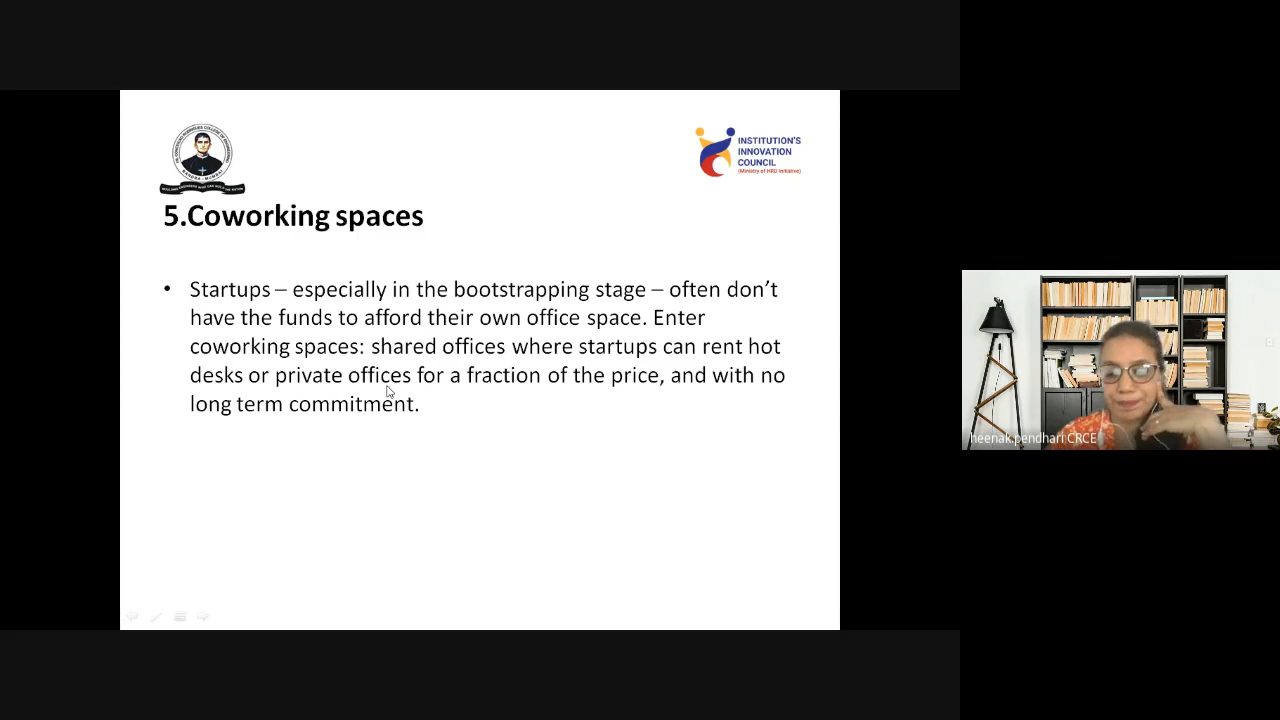 INSTITUTION'S
INNOVATION
COUNCIL
(Ministry of HRD Initiative)
5.Coworking spaces
• Startups – especially in the bootstrapping stage – often don't
have the funds to afford their own office space. Enter
coworking spaces: shared offices where startups can rent hot
desks or private offices for a fraction of the price, and with no
long term commitment.
heenak.pendhari CRCE